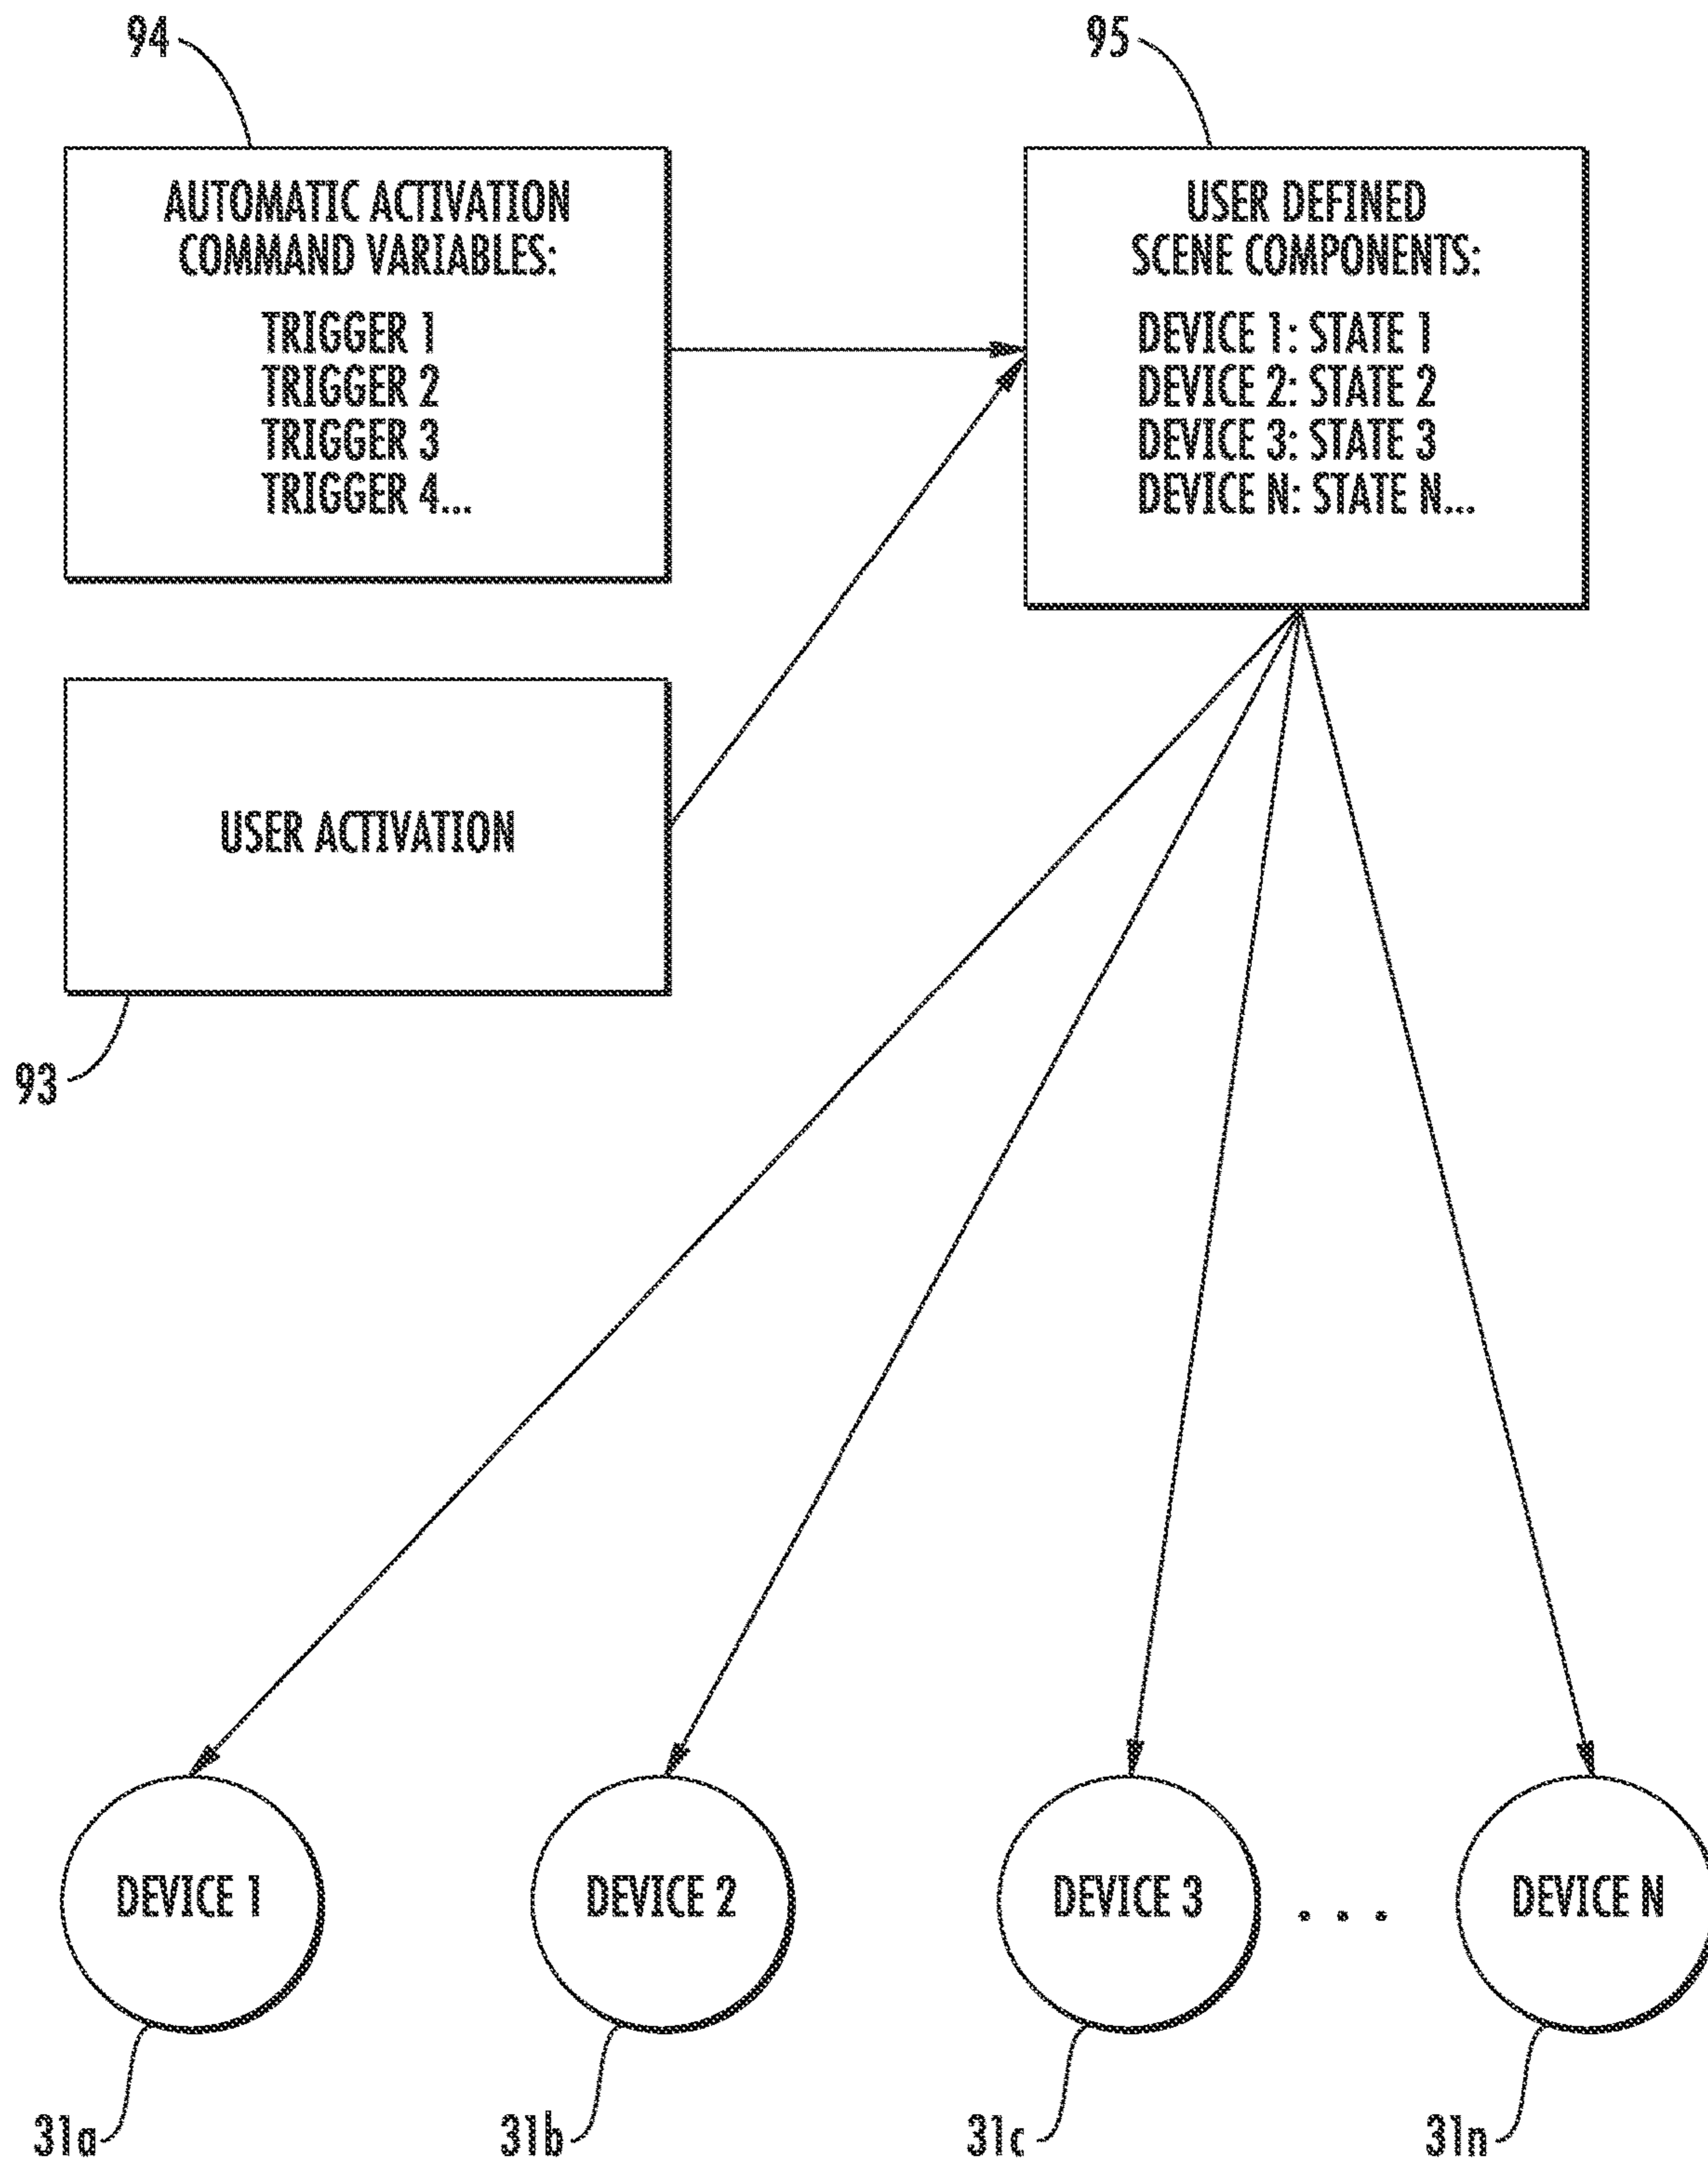 94
95
AUTOMATIC ACTIVATION
COMMAND VARIABLES:
TRIGGER 1
TRIGGER 2
TRIGGER 3
TRIGGER 4...
USER DEFINED
SCENE COMPONENTS:
DEVICE 1: STATE 1
DEVICE 2: STATE 2
DEVICE 3: STATE 3
DEVICE N: STATE N...
USER ACTIVATION
93
DEVICE 1
DEVICE 2
DEVICE 3
. . .
DEVICE N
31a
31b
31c
31n